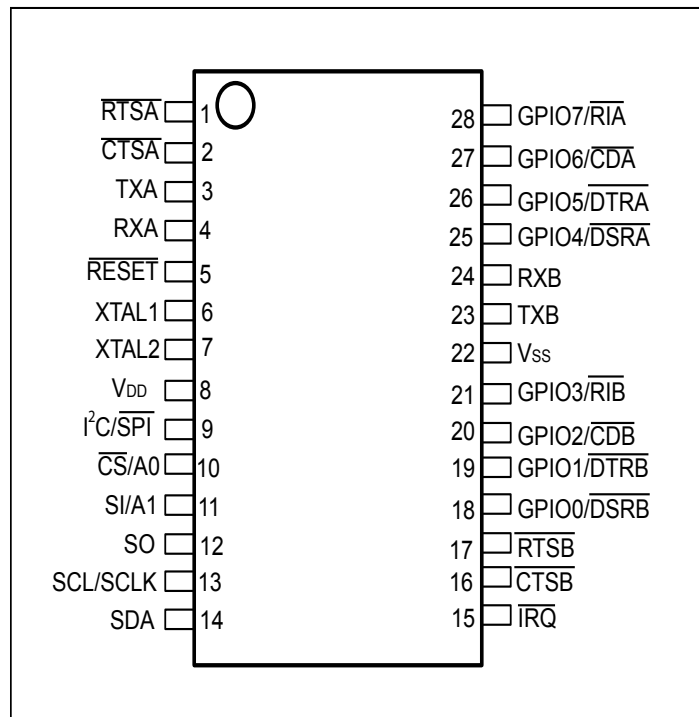 RTSA 1
CTSA 2
TXA 3
RXA 4
RESET 5
XTAL1 6
XTAL2 7
VDD 8
I²C/SPI 9
CS/A0 10
SI/A1 11
SO 12
SCL/SCLK 13
SDA 14
28 GPIO7/RIA
27 GPIO6/CDA
26 GPIO5/DTRA
25 GPIO4/DSRA
24 RXB
23 TXB
22 VSS
21 GPIO3/RIB
20 GPIO2/CDB
19 GPIO1/DTRB
18 GPIO0/DSRB
17 RTSB
16 CTSB
15 IRQ